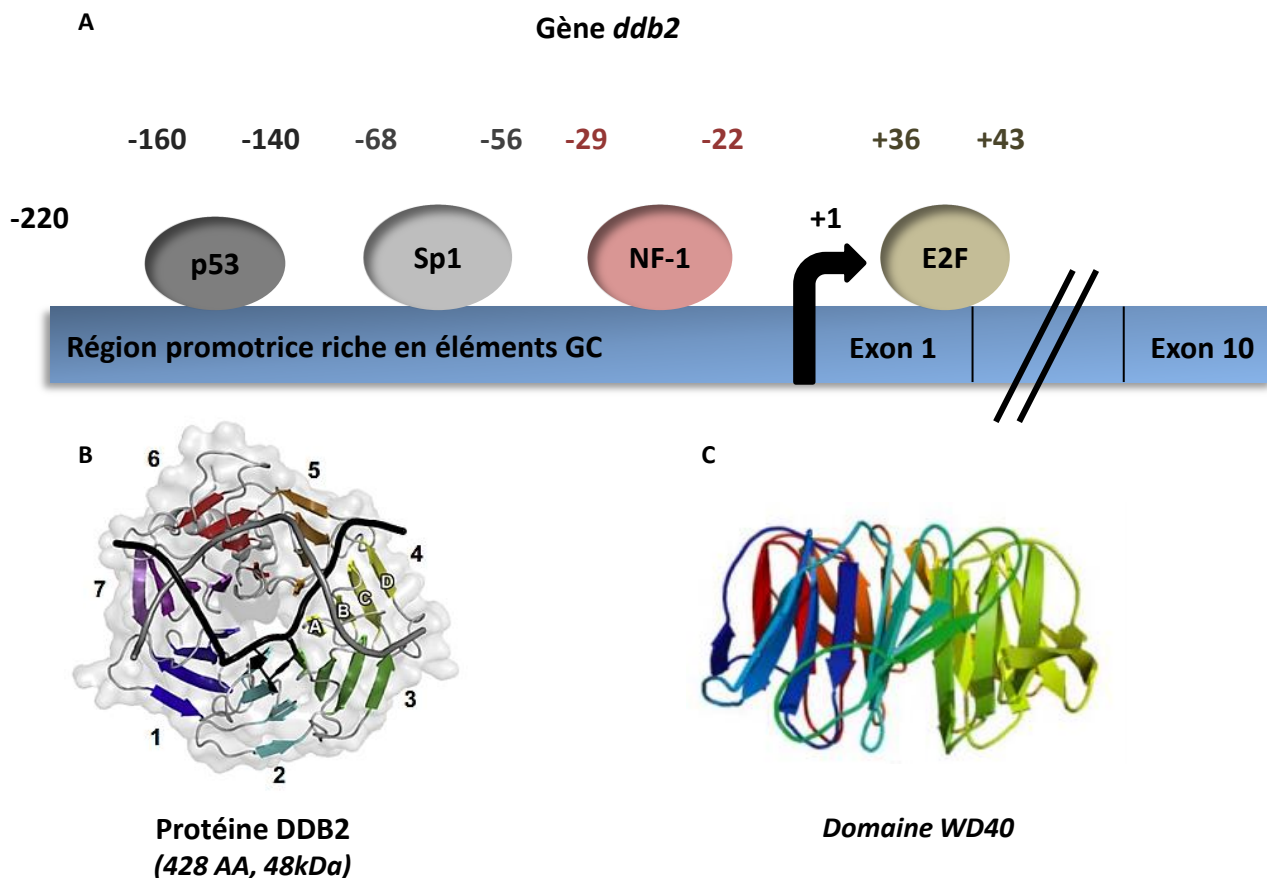 A
Gène ddb2
-160 -140 -68 -56 -29 -22 +36 +43
-220 +1
p53 Sp1 NF-1 E2F
Région promotrice riche en éléments GC Exon 1 Exon 10
B
6 5
4
7
D
C
B
A
3
1
2
Protéine DDB2
(428 AA, 48kDa)
C
Domaine WD40